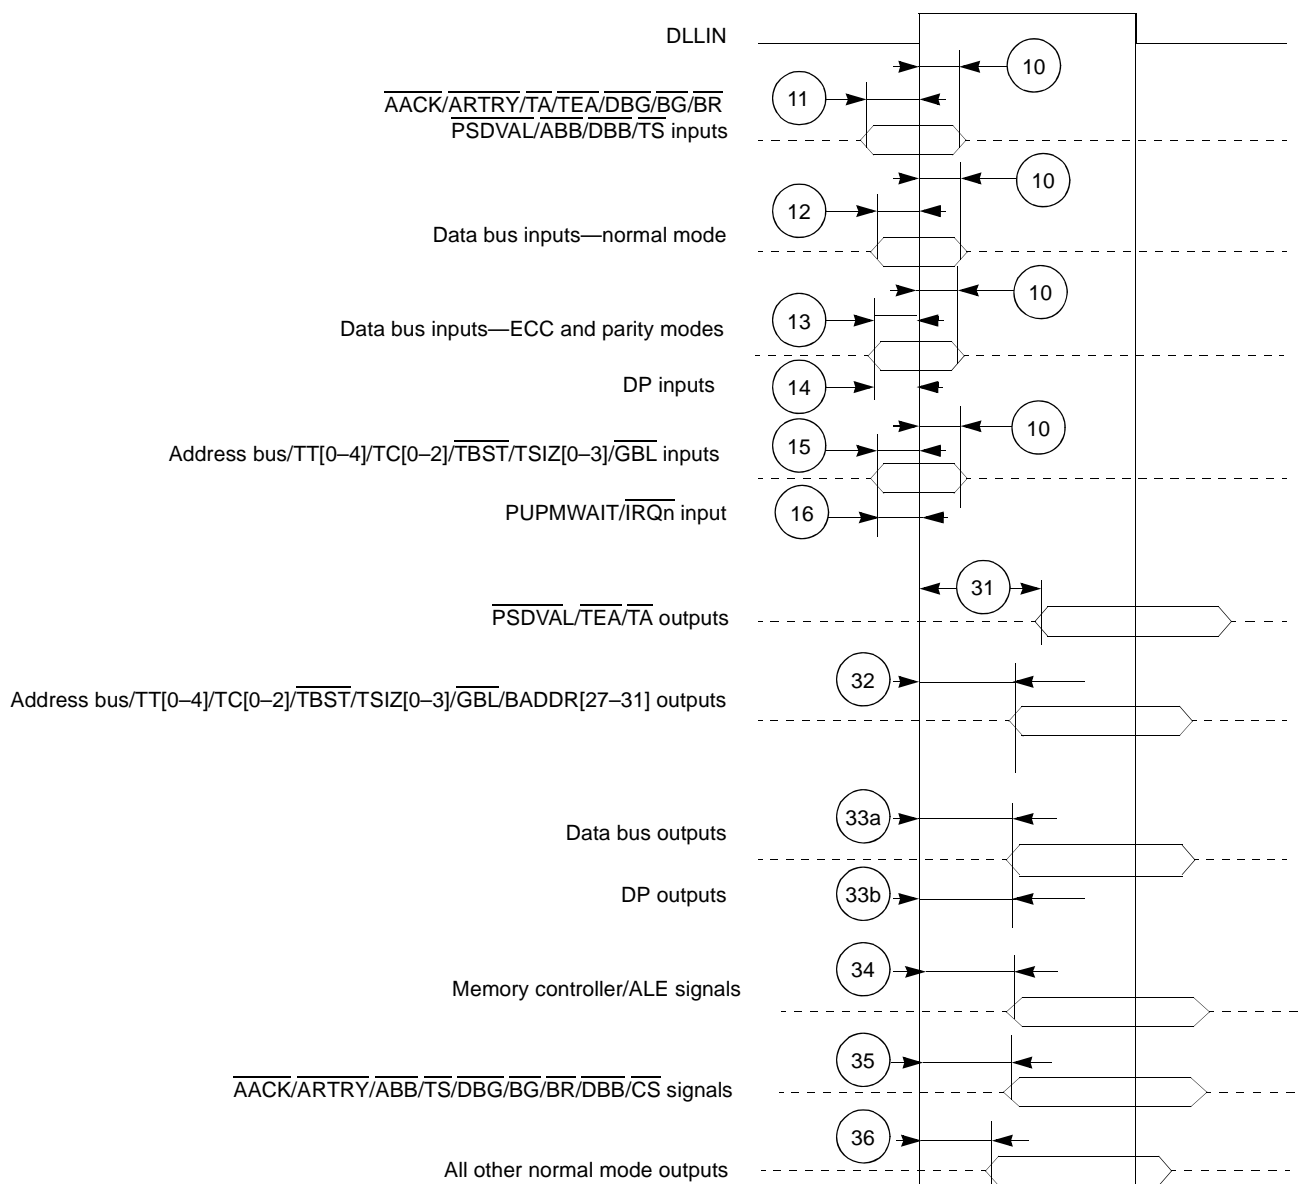 DLLIN
10
11
AACK/ARTRY/TA/TEA/DBG/BG/BR
PSDVAL/ABB/DBB/TS inputs
10
12
Data bus inputs—normal mode
10
13
Data bus inputs—ECC and parity modes
DP inputs
14
10
15
Address bus/TT[0–4]/TC[0–2]/TBST/TSIZ[0–3]/GBL inputs
PUPMWAIT/IRQn input
16
31
PSDVAL/TEA/TA outputs
32
Address bus/TT[0–4]/TC[0–2]/TBST/TSIZ[0–3]/GBL/BADDR[27–31] outputs
33a
Data bus outputs
DP outputs
33b
34
Memory controller/ALE signals
35
AACK/ARTRY/ABB/TS/DBG/BG/BR/DBB/CS signals
36
All other normal mode outputs